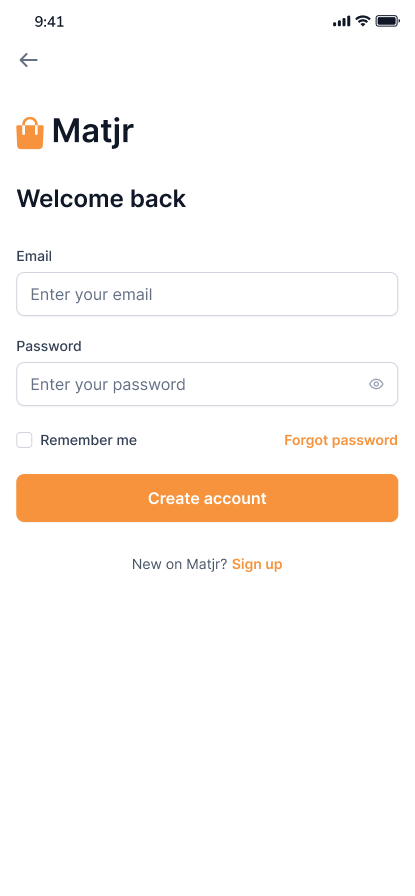 9:41
Matjr
Welcome back
Email
Enter your email
Password
Enter your password
Remember me Forgot password
Create account
New on Matjr? Sign up